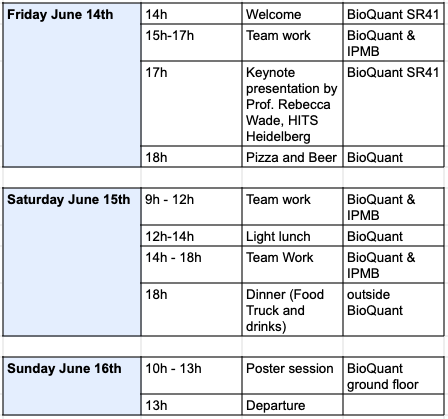 Friday June 14th 14h Welcome BioQuant SR41
15h-17h Team work BioQuant &
IPMB
17h Keynote BioQuant SR41
presentation by
Prof. Rebecca
Wade, HITS
Heidelberg
18h Pizza and Beer BioQuant
Saturday June 15th 9h - 12h Team work BioQuant &
IPMB
12h-14h Light lunch BioQuant
14h - 18h Team Work BioQuant &
IPMB
18h Dinner (Food outside
Truck and BioQuant
drinks)
Sunday June 16th 10h - 13h Poster session BioQuant
ground floor
13h Departure